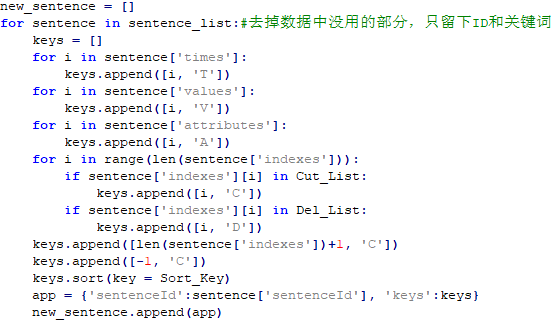 new_sentence = []
for sentence in sentence_list:#去掉数据中没用的部分，只留下ID和关键词
    keys = []
    for i in sentence['times']:
        keys.append([i, 'T'])
    for i in sentence['values']:
        keys.append([i, 'V'])
    for i in sentence['attributes']:
        keys.append([i, 'A'])
    for i in range(len(sentence['indexes'])):
        if sentence['indexes'][i] in Cut_List:
            keys.append([i, 'C'])
        if sentence['indexes'][i] in Del_List:
            keys.append([i, 'D'])
    keys.append([len(sentence['indexes'])+1, 'C'])
    keys.append([-1, 'C'])
    keys.sort(key = Sort_Key)
    app = {'sentenceId':sentence['sentenceId'], 'keys':keys}
    new_sentence.append(app)